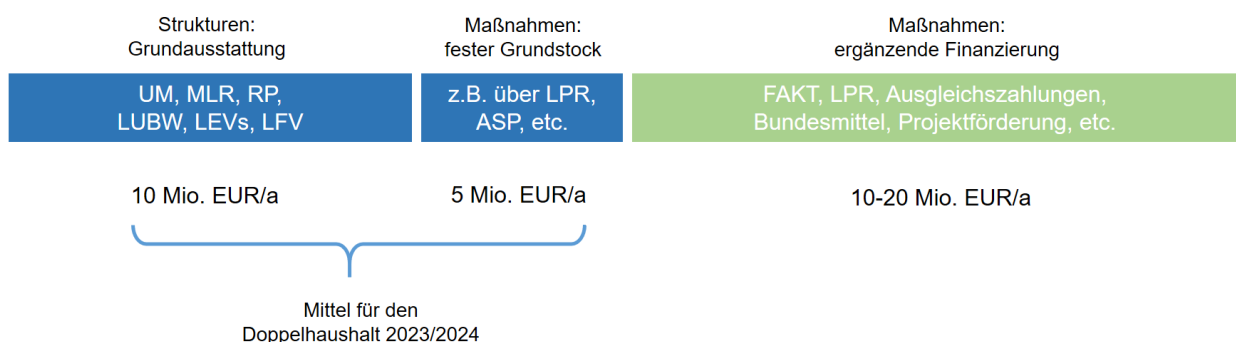 Strukturen:
Grundausstattung
Maßnahmen:
fester Grundstock
Maßnahmen:
ergänzende Finanzierung
UM, MLR, RP,
LUBW, LEVs, LFV
z.B. über LPR,
ASP, etc.
FAKT, LPR, Ausgleichszahlungen,
Bundesmittel, Projektförderung, etc.
10 Mio. EUR/a
5 Mio. EUR/a
10-20 Mio. EUR/a
Mittel für den
Doppelhaushalt 2023/2024